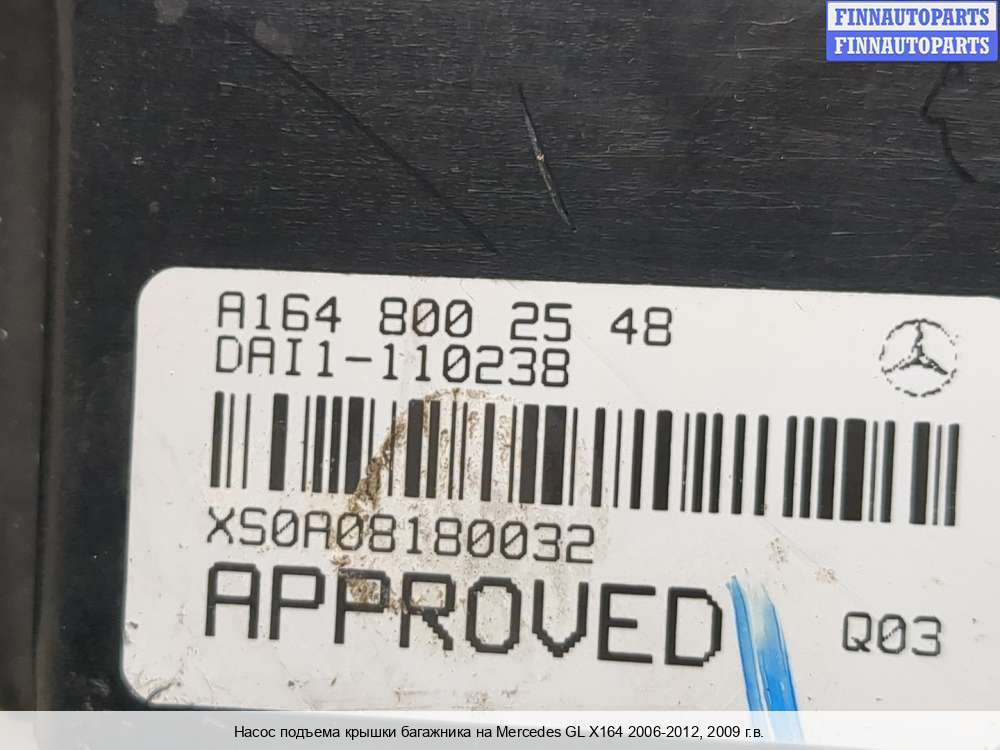 FINNAUTOPARTS
FINNAUTOPARTS
A164 800 25 48
DAI1-110238
XS0A08180032
APPROVED
Q03
Насос подъема крышки багажника на Mercedes GL X164 2006-2012, 2009 г.в.